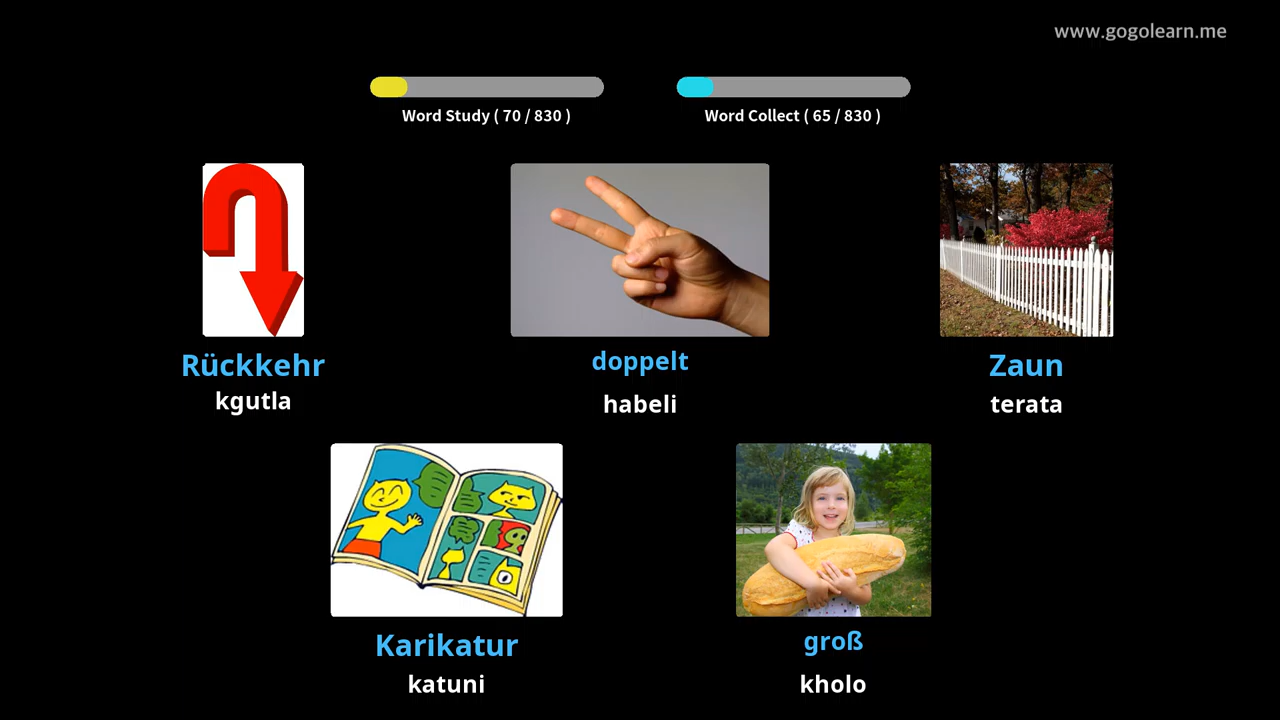 www.gogolearn.me
Word Study ( 70 / 830 )
Word Collect ( 65 / 830 )
Rückkehr
kgutla
doppelt
habeli
Zaun
terata
Karikatur
katuni
groß
kholo